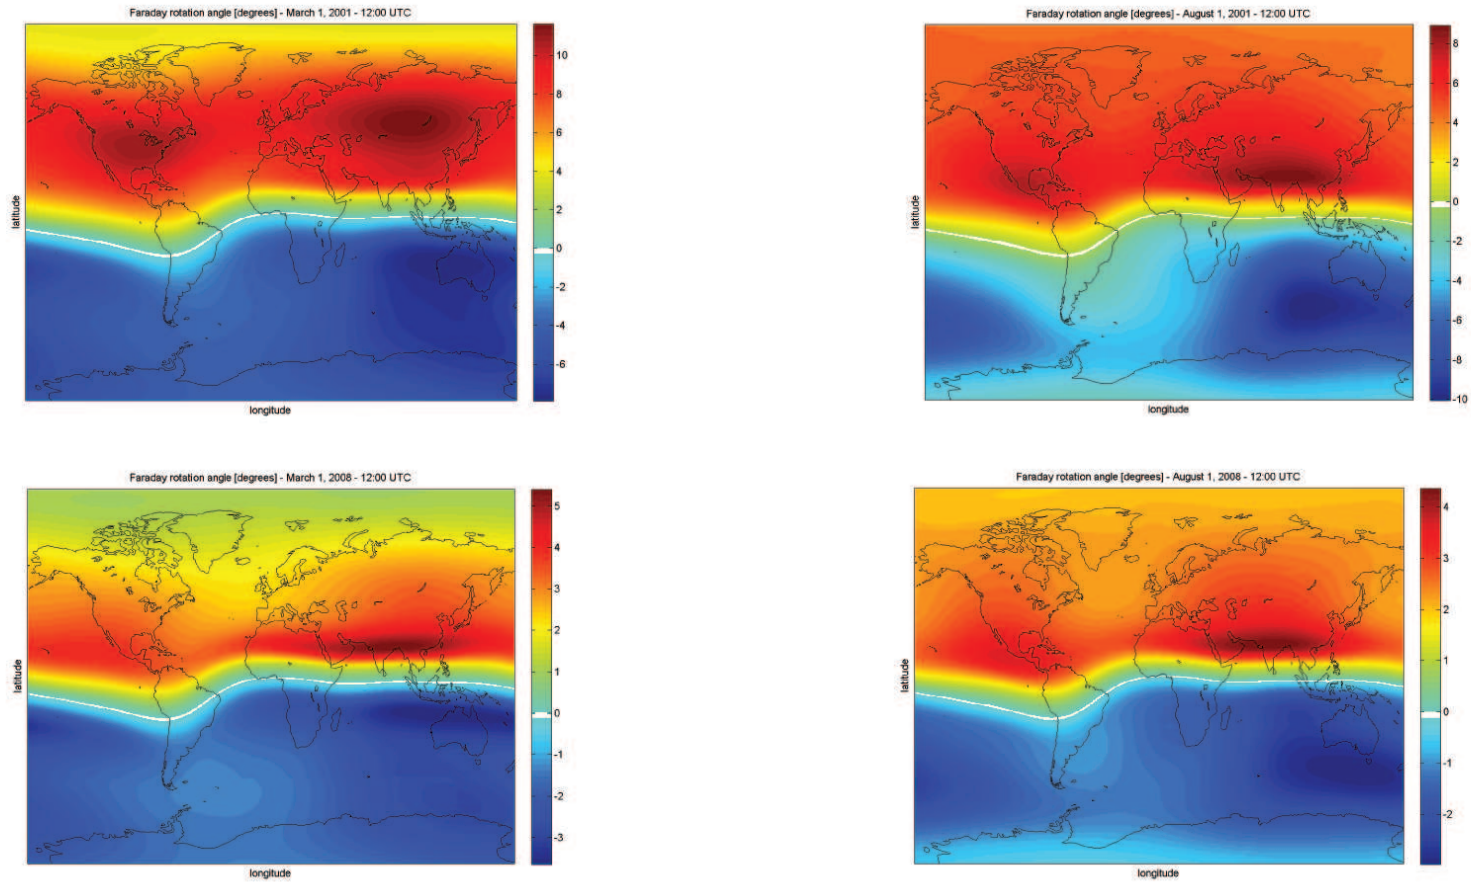 Faraday rotation angle [degrees] - March 1, 2001 - 12:00 UTC
latitude
longitude
10
8
6
4
2
0
-2
-4
-6
Faraday rotation angle [degrees] - August 1, 2001 - 12:00 UTC
latitude
longitude
8
6
4
2
0
-2
-4
-6
-8
-10
Faraday rotation angle [degrees] - March 1, 2008 - 12:00 UTC
latitude
longitude
5
4
3
2
1
0
-1
-2
-3
Faraday rotation angle [degrees] - August 1, 2008 - 12:00 UTC
latitude
longitude
4
3
2
1
0
-1
-2